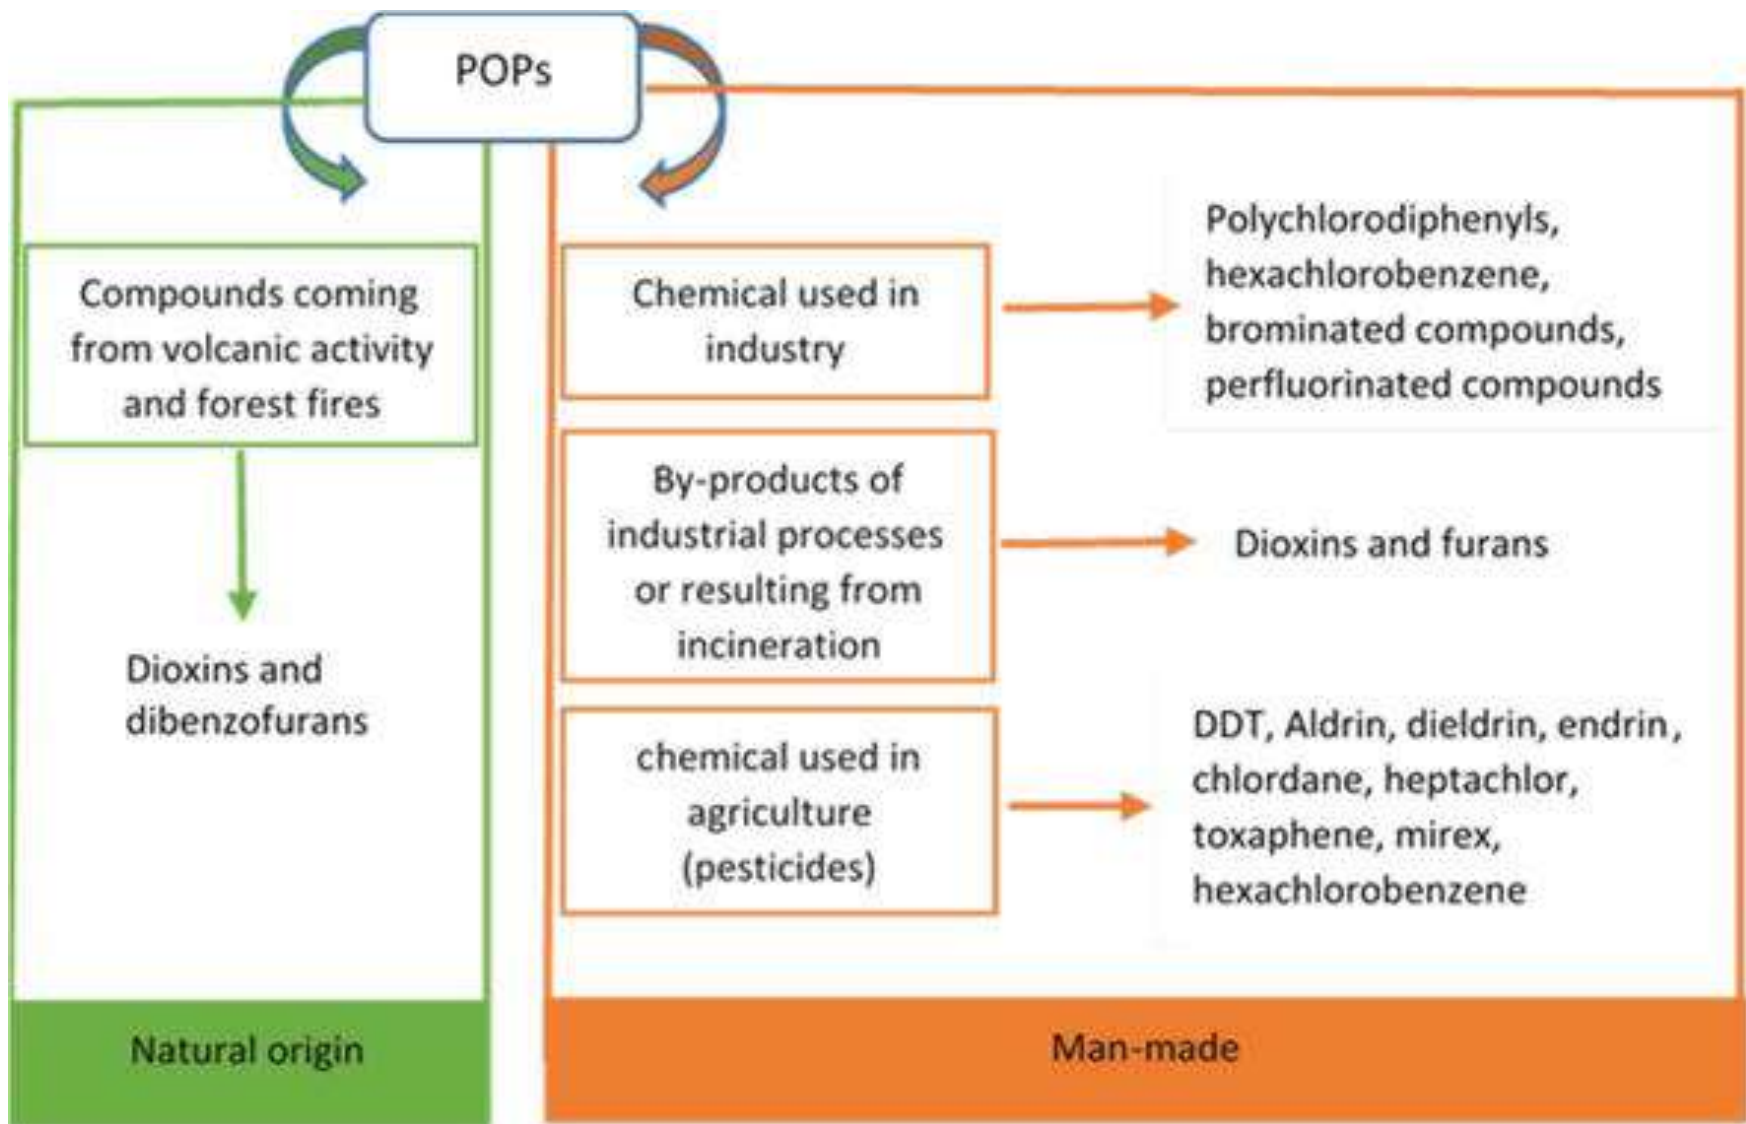 POPs
Compounds coming
from volcanic activity
and forest fires
Dioxins and
dibenzofurans
Natural origin
Chemical used in
industry
Polychlorodiphenyls,
hexachlorobenzene,
brominated compounds,
perfluorinated compounds
By-products of
industrial processes
or resulting from
incineration
Dioxins and furans
chemical used in
agriculture
(pesticides)
DDT, Aldrin, dieldrin, endrin,
chlordane, heptachlor,
toxaphene, mirex,
hexachlorobenzene
Man-made